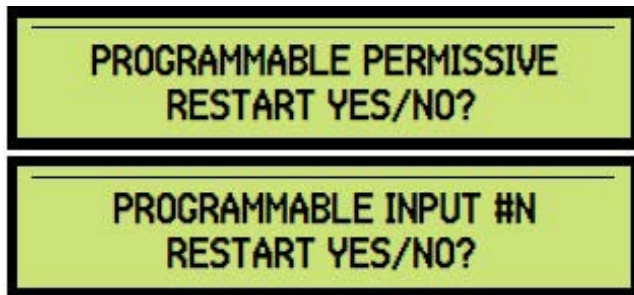 PROGRAMMABLE PERMISSIVE
RESTART YES/NO?
PROGRAMMABLE INPUT #N
RESTART YES/NO?